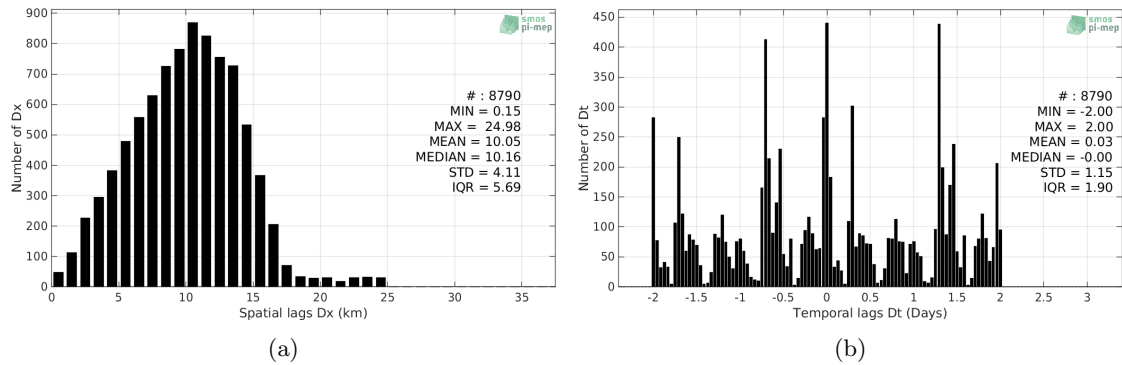 900
800
700
600
500
400
300
200
100
0
Number of Dx
0 5 10 15 20 25 30 35
Spatial lags Dx (km)
smos
pi-mep
# : 8790
MIN = 0.15
MAX = 24.98
MEAN = 10.05
MEDIAN = 10.16
STD = 4.11
IQR = 5.69
(a)
450
400
350
300
250
200
150
100
50
0
Number of Dt
-2 -1.5 -1 -0.5 0 0.5 1 1.5 2 2.5 3
Temporal lags Dt (Days)
smos
pi-mep
# : 8790
MIN = -2.00
MAX = 2.00
MEAN = 0.03
MEDIAN = -0.00
STD = 1.15
IQR = 1.90
(b)